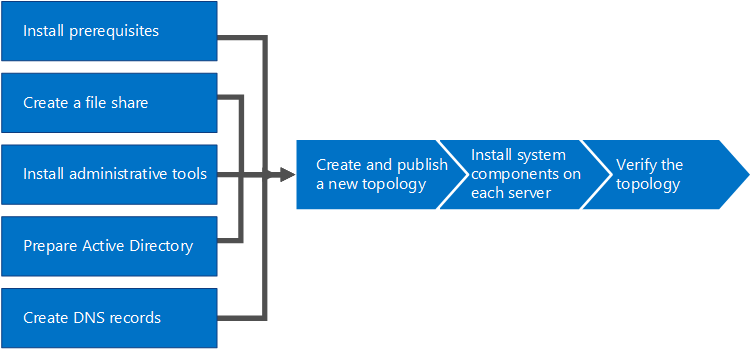 Install prerequisites
Create a file share
Install administrative tools
Prepare Active Directory
Create DNS records
Create and publish
a new topology
Install system
components on
each server
Verify the
topology